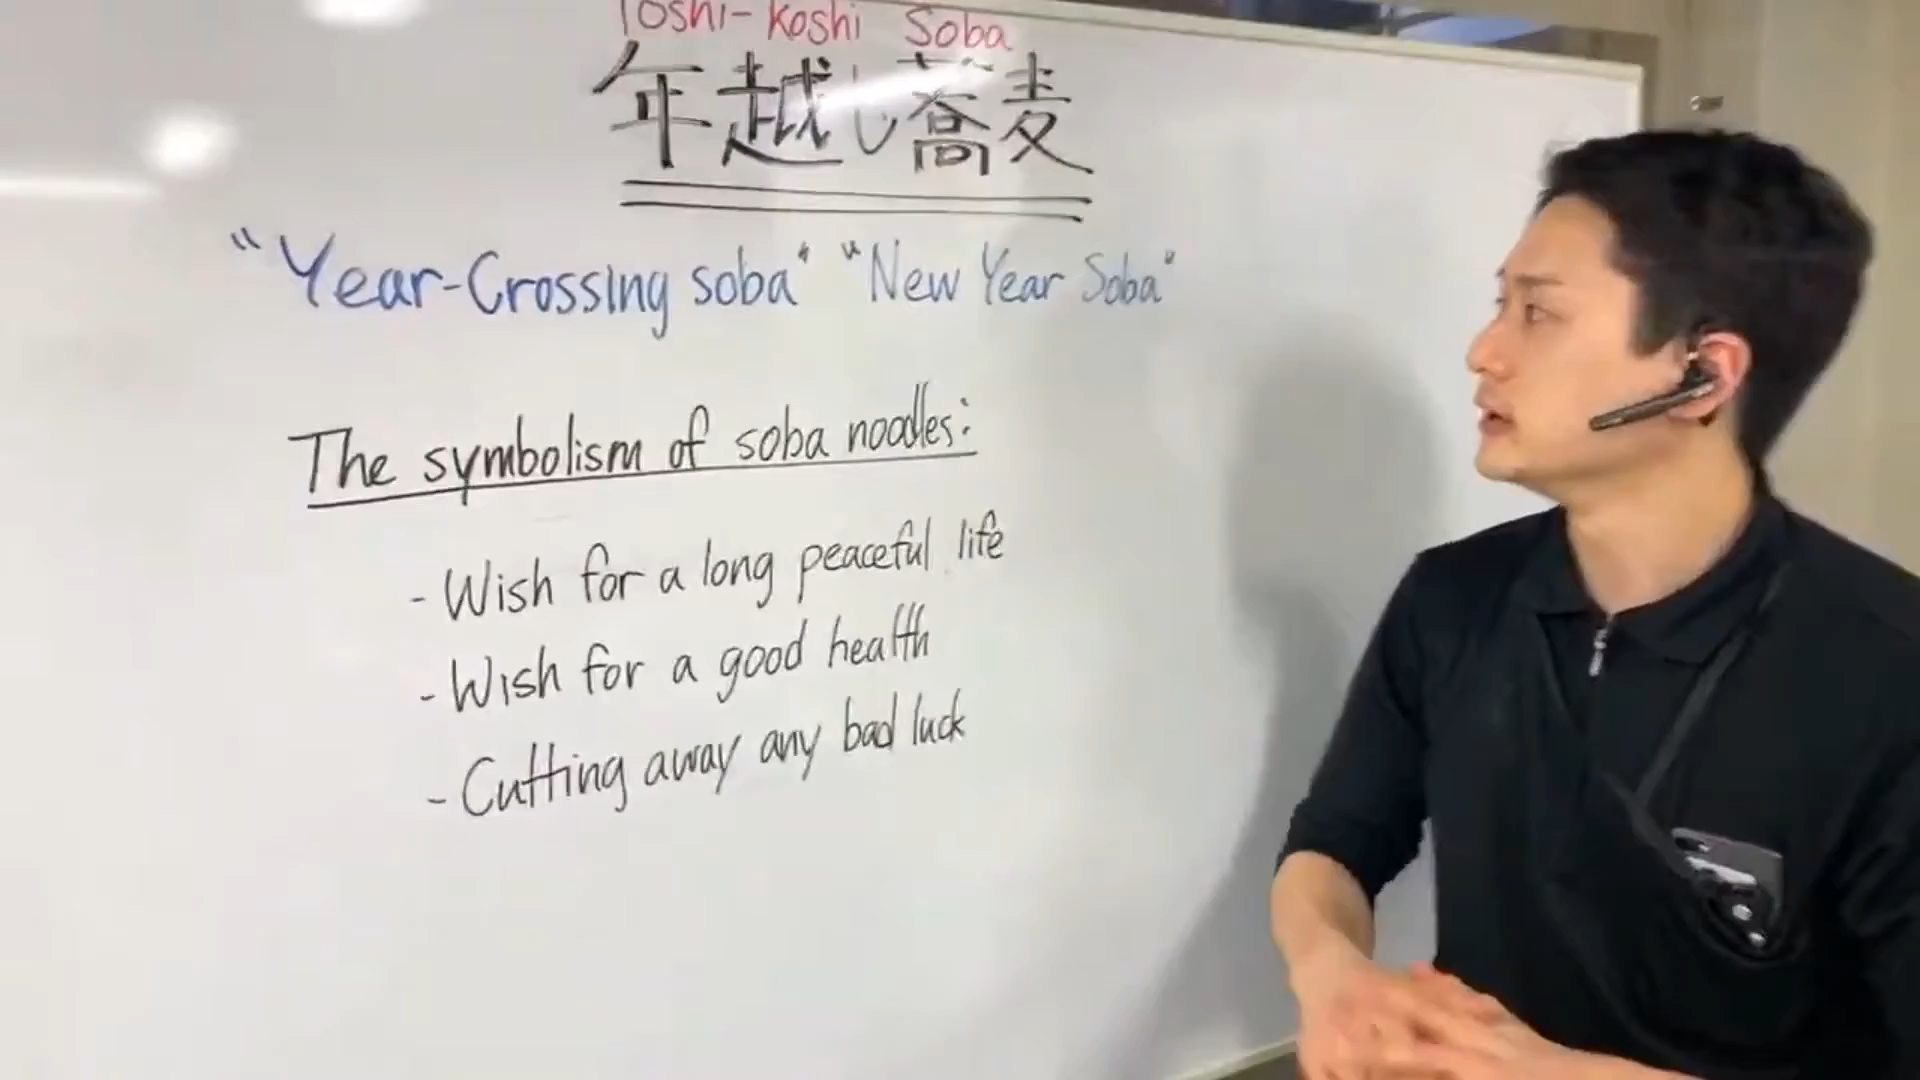 Toshi-Koshi Soba
年越し蕎麦
"Year-Crossing soba" "New Year Soba"
The symbolism of soba noodles:
- Wish for a long peaceful life
- Wish for a good health
- Cutting away any bad luck